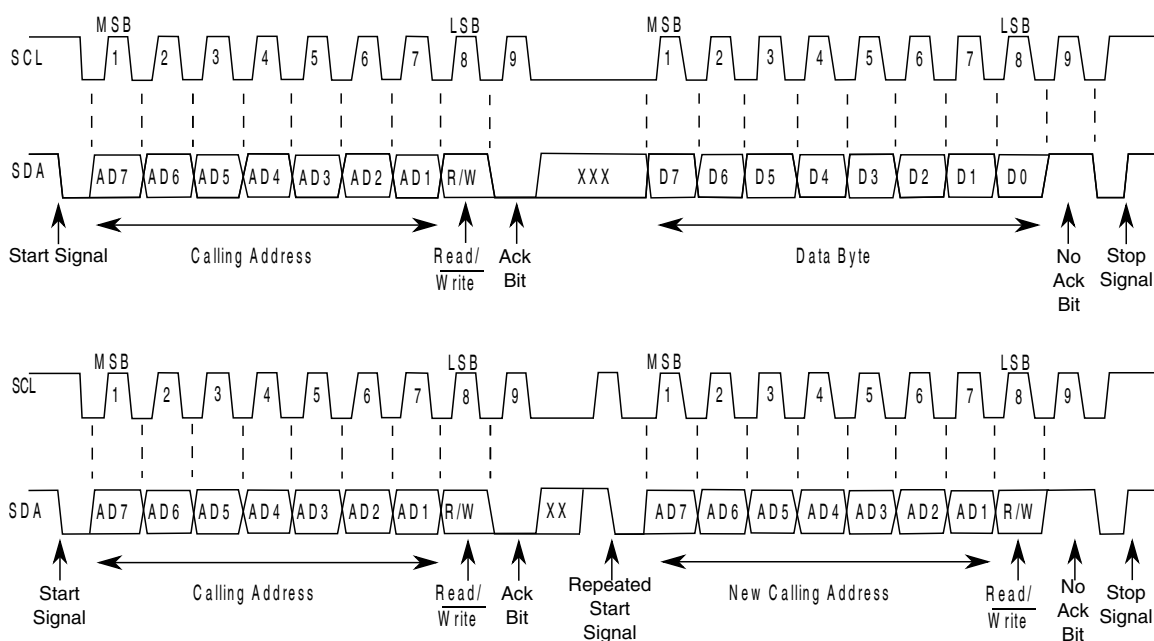 MSB LSB MSB LSB
SCL 1 2 3 4 5 6 7 8 9 1 2 3 4 5 6 7 8 9
SDA AD7 AD6 AD5 AD4 AD3 AD2 AD1 R/W XXX D7 D6 D5 D4 D3 D2 D1 D0
Start Signal Calling Address Read/ Ack Data Byte No Stop
Write Bit Ack Signal
Bit
MSB LSB MSB LSB
SCL 1 2 3 4 5 6 7 8 9 1 2 3 4 5 6 7 8 9
SDA AD7 AD6 AD5 AD4 AD3 AD2 AD1 R/W XX AD7 AD6 AD5 AD4 AD3 AD2 AD1 R/W
Start Calling Address Read/ Ack Repeated New Calling Address Read/ No Stop
Signal Write Bit Start Write Ack Signal
Signal Bit